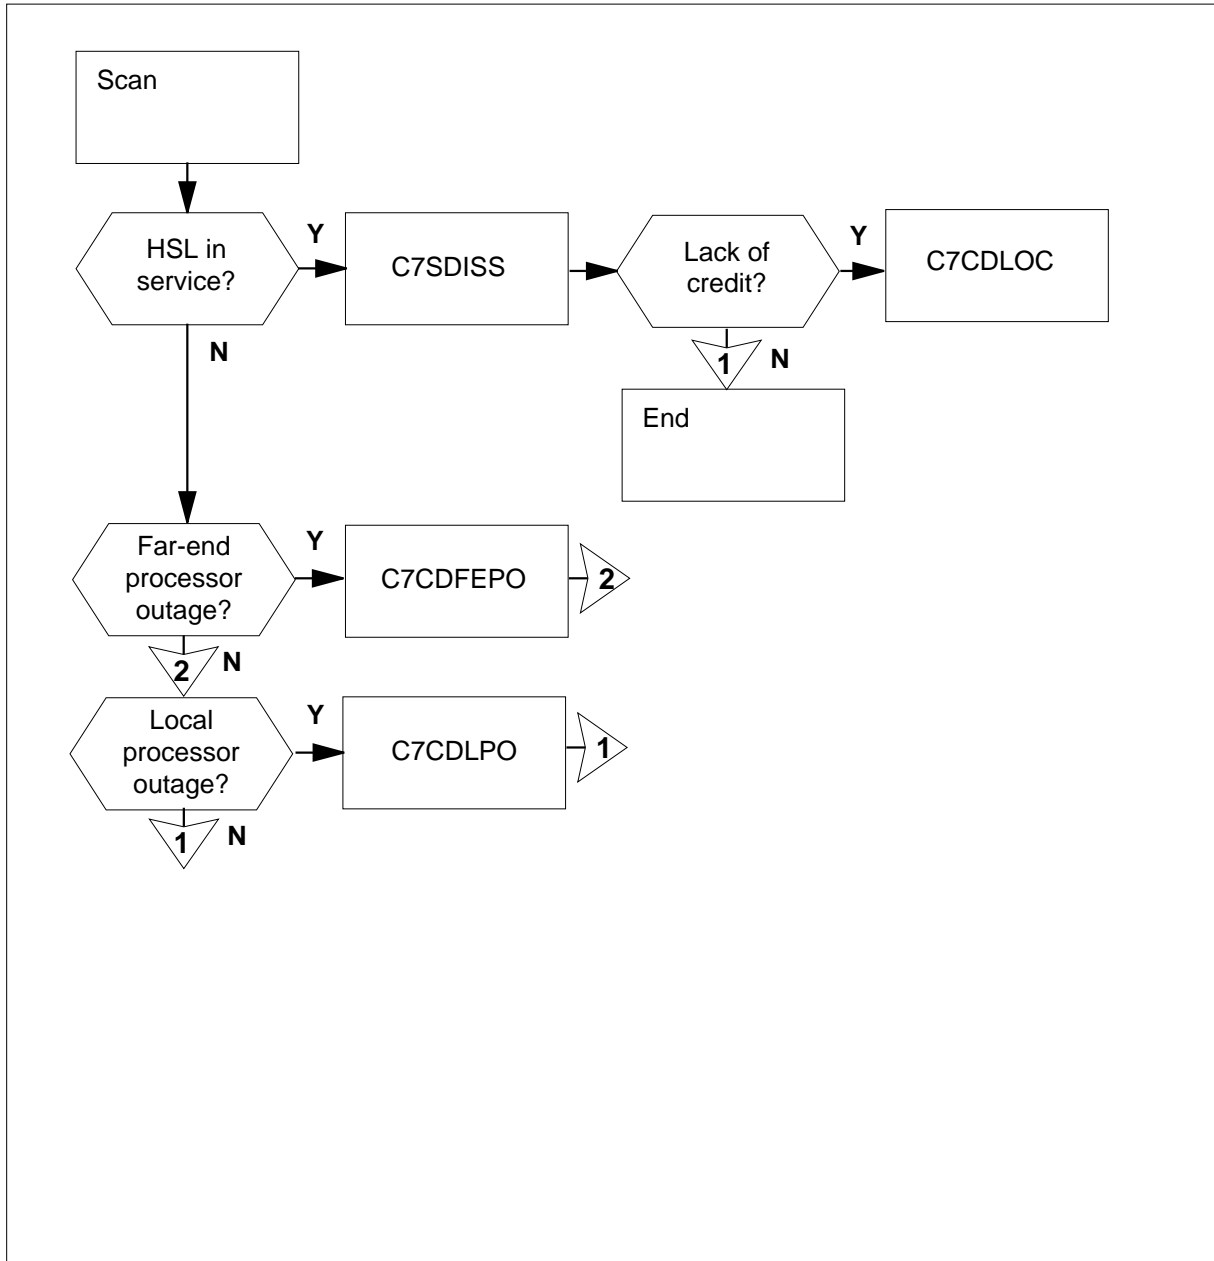 Scan
HSL in
service?
Y
C7SDISS
Lack of
credit?
Y
C7CDLOC
N
1
N
End
Far-end
processor
outage?
Y
C7CDFEPO
2
2
N
Local
processor
outage?
Y
C7CDLPO
1
1
N